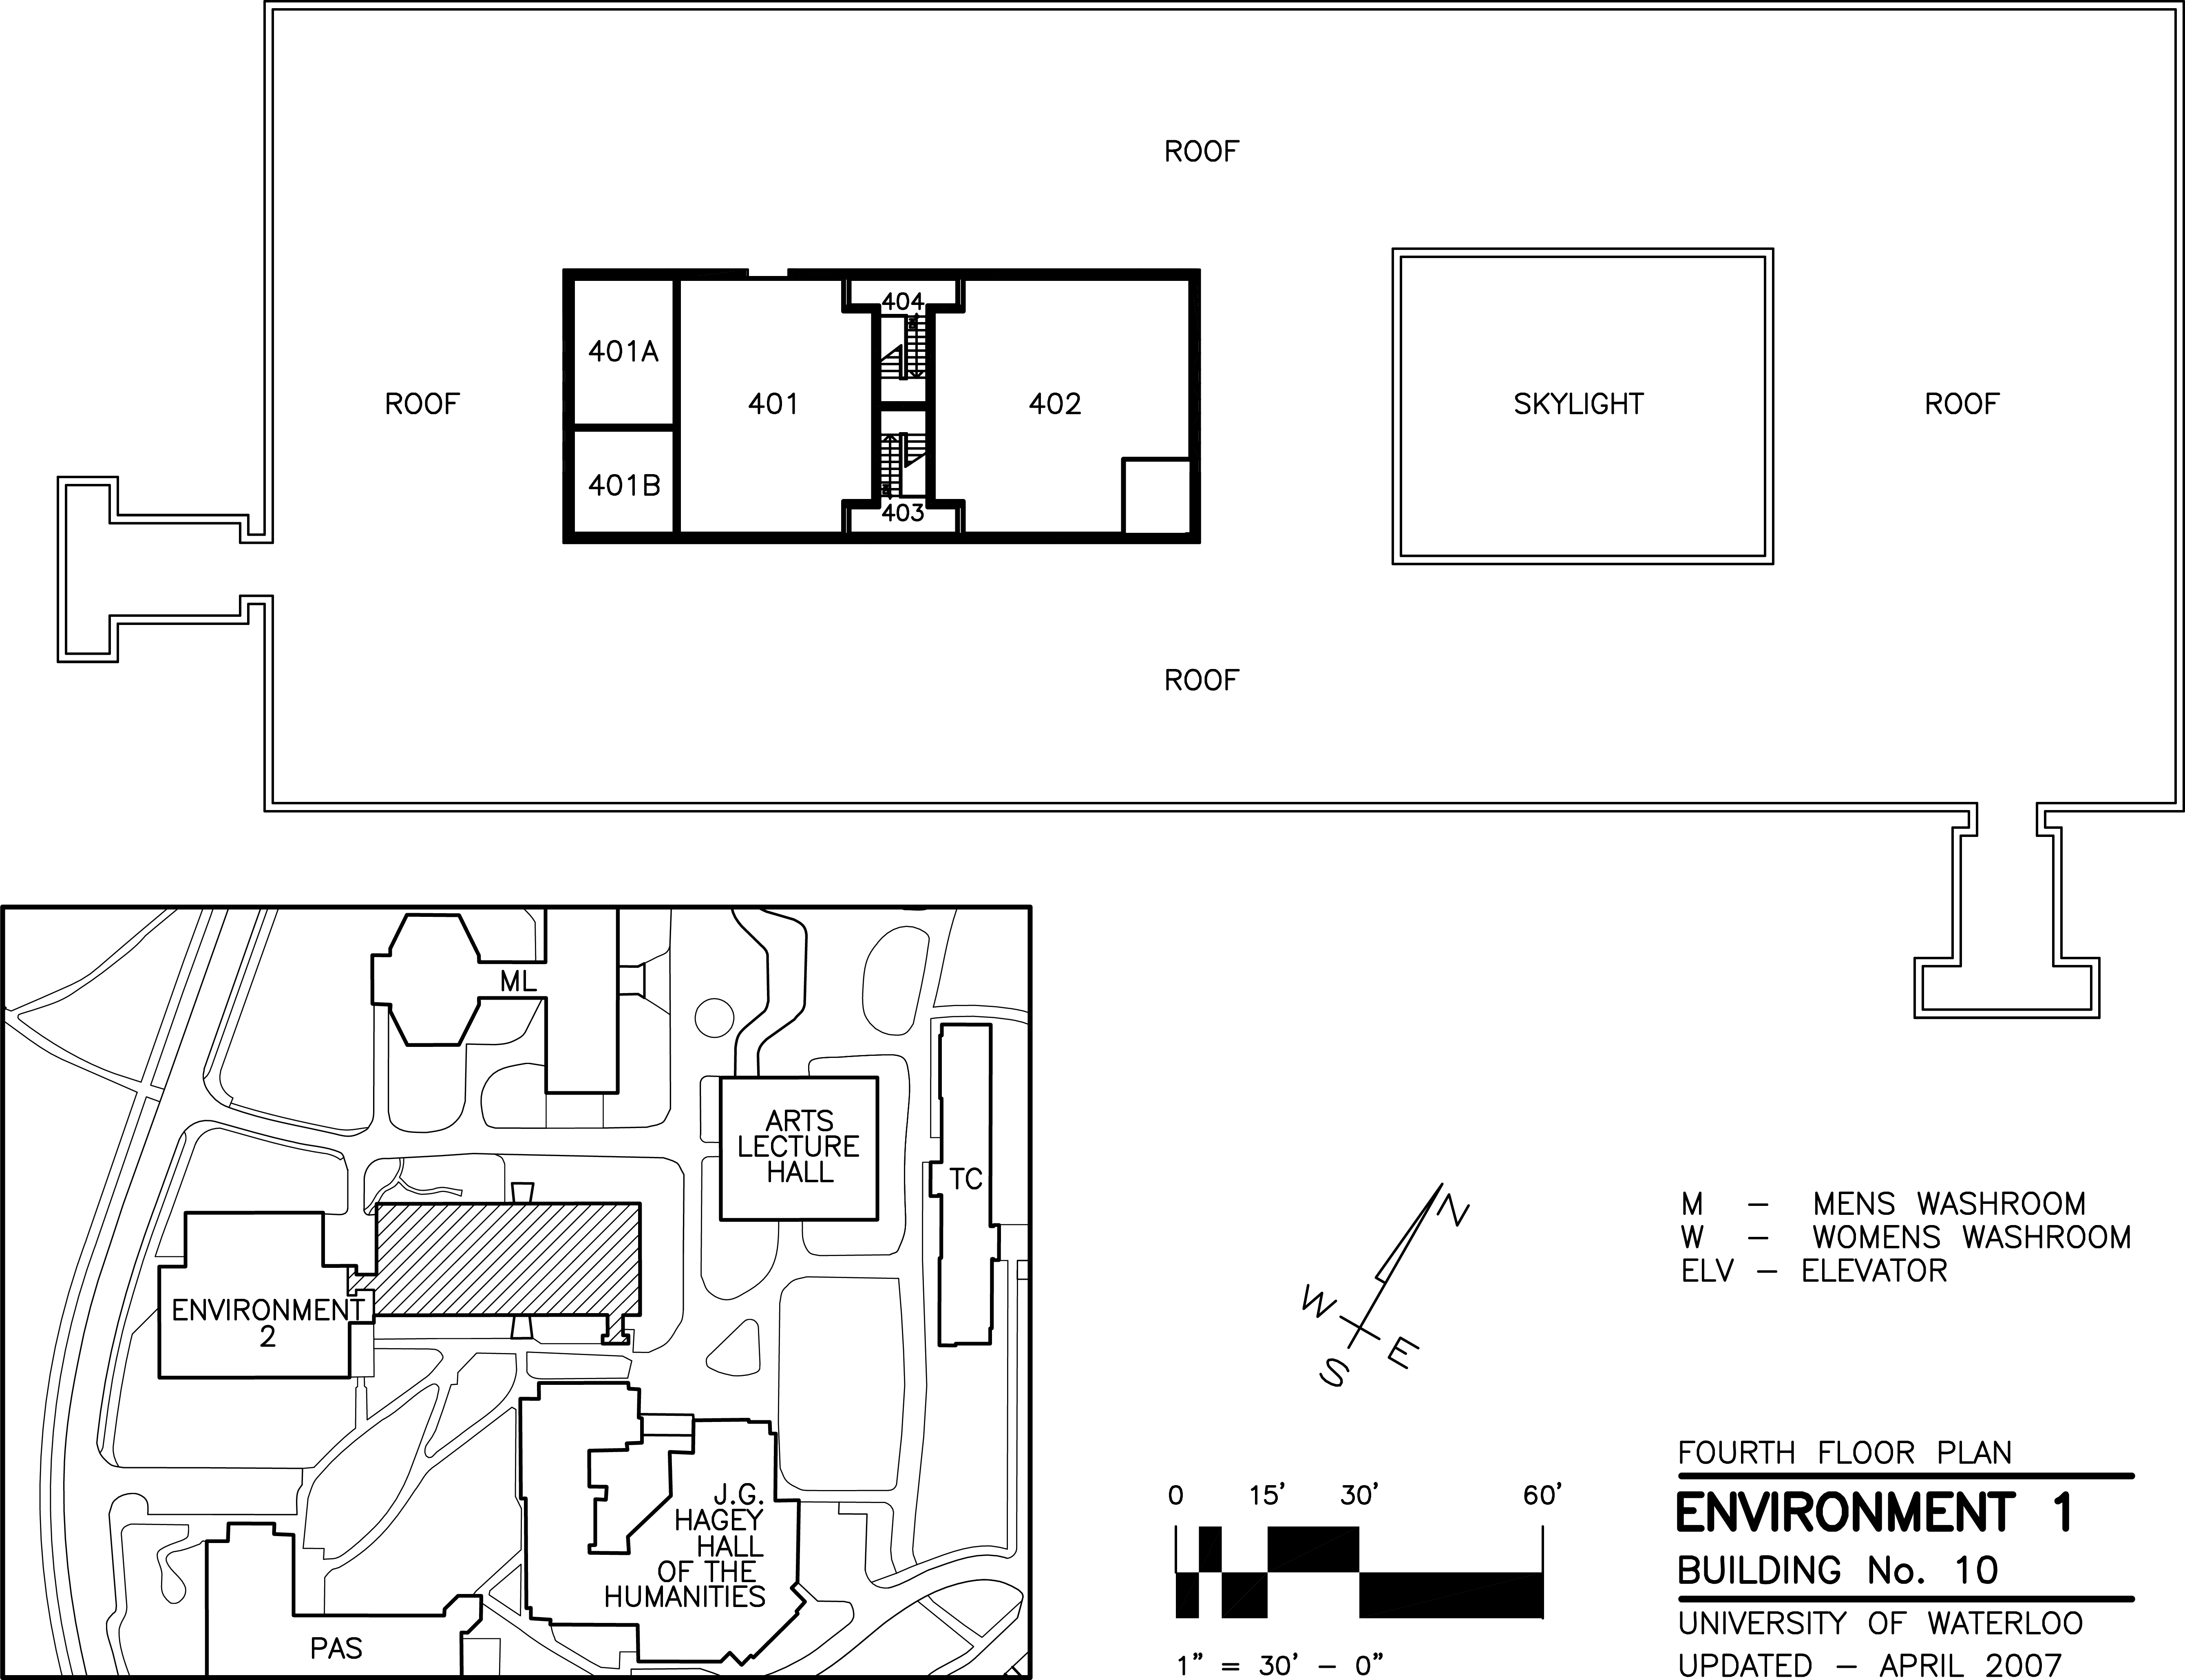 ROOF
404
401A
ROOF
401
402
SKYLIGHT
ROOF
401B
403
ROOF
ML
ARTS
LECTURE
HALL
TC
ENVIRONMENT
2
J.G.
HAGEY
HALL
OF THE
HUMANITIES
PAS
N
W
E
S
M – MENS WASHROOM
W – WOMENS WASHROOM
ELV – ELEVATOR
0 15' 30' 60'
1" = 30' – 0"
FOURTH FLOOR PLAN
ENVIRONMENT 1
BUILDING No. 10
UNIVERSITY OF WATERLOO
UPDATED – APRIL 2007